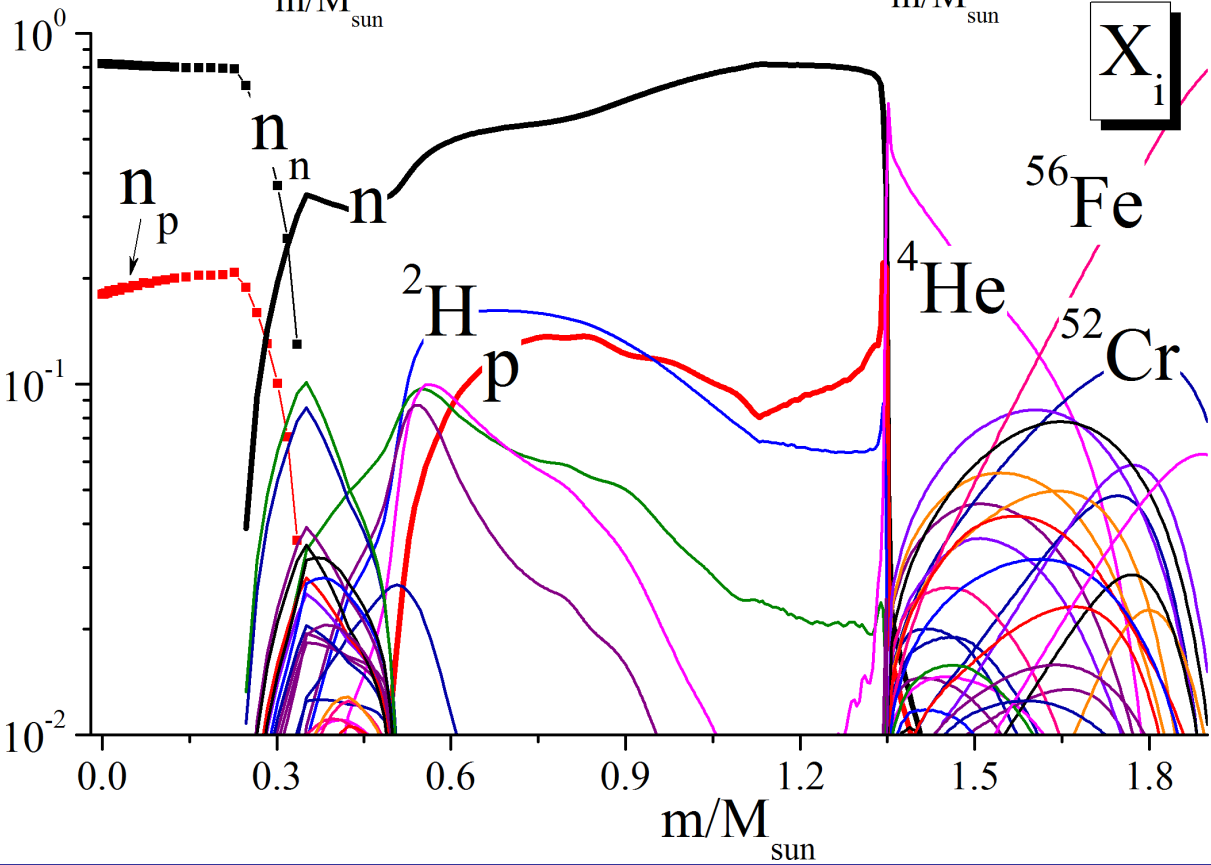 m/M_sun m/M_sun
10^0
X_i
n_n
n_p
56Fe
n
4He
2H
52Cr
p
10^-1
10^-2
0.0 0.3 0.6 0.9 1.2 1.5 1.8
m/M_sun